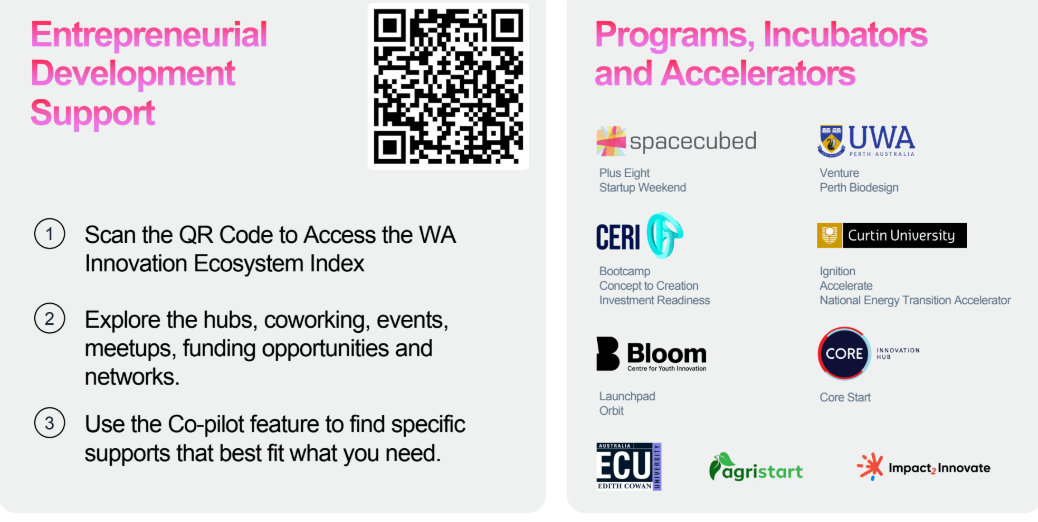 Entrepreneurial
Development
Support
1 Scan the QR Code to Access the WA
Innovation Ecosystem Index
2 Explore the hubs, coworking, events,
meetups, funding opportunities and
networks.
3 Use the Co-pilot feature to find specific
supports that best fit what you need.
Programs, Incubators
and Accelerators
spacecubed
Plus Eight
Startup Weekend
UWA
PERTH AUSTRALIA
Venture
Perth Biodesign
CERI
Bootcamp
Concept to Creation
Investment Readiness
Curtin University
Ignition
Accelerate
National Energy Transition Accelerator
Bloom
Centre for Youth Innovation
Launchpad
Orbit
CORE
INNOVATION
HUB
Core Start
AUSTRALIA
ECU
EDITH COWAN
UNIVERSITY
agristart
Impact2 Innovate